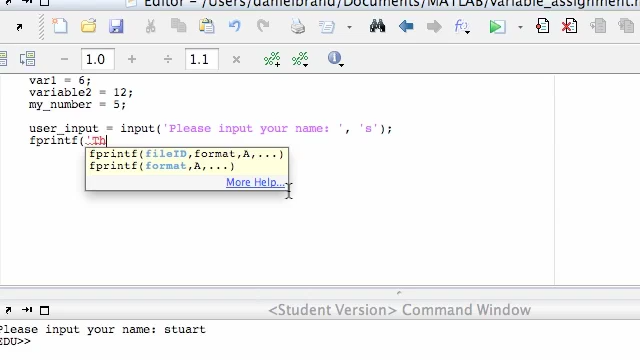 Editor - /Users/danielbrand/Documents/MATLAB/variable_assignment.m
- 1.0 + ÷ 1.1 ×
var1 = 6;
variable2 = 12;
my_number = 5;
user_input = input('Please input your name: ', 's');
fprintf('Th
fprintf(fileID,format,A,...)
fprintf(format,A,...)
More Help...
<Student Version> Command Window
Please input your name: stuart
EDU>>